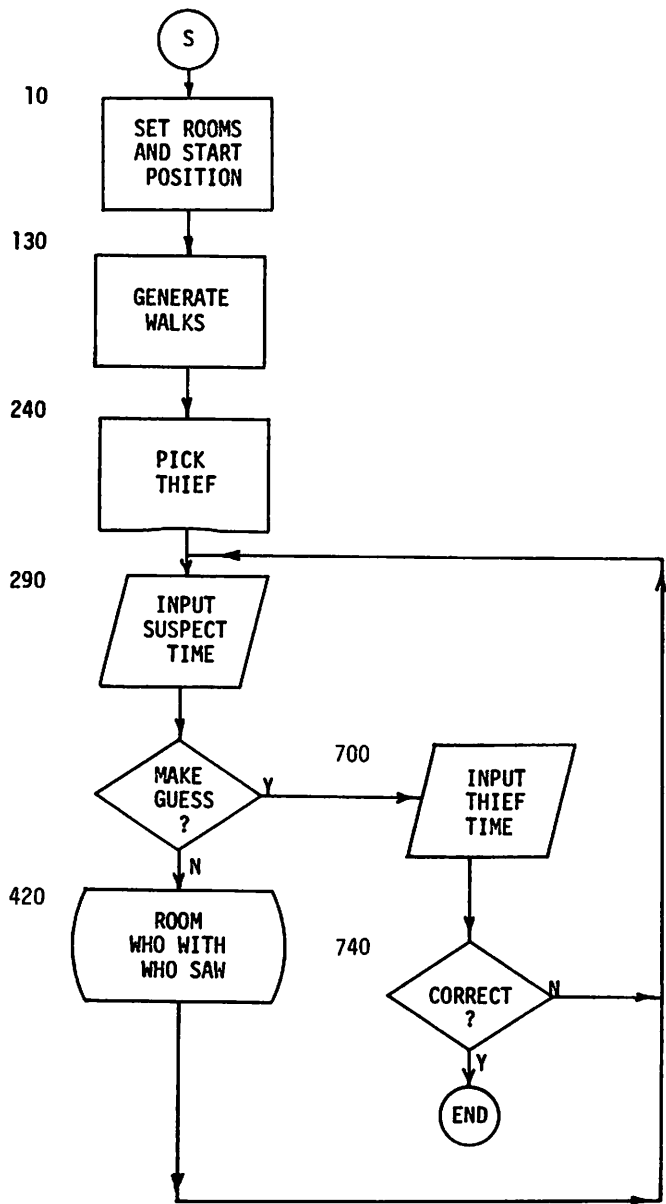 S
10
SET ROOMS
AND START
POSITION
130
GENERATE
WALKS
240
PICK
THIEF
290
INPUT
SUSPECT
TIME
MAKE
GUESS
?
Y
N
700
INPUT
THIEF
TIME
420
ROOM
WHO WITH
WHO SAW
740
CORRECT
?
N
Y
END